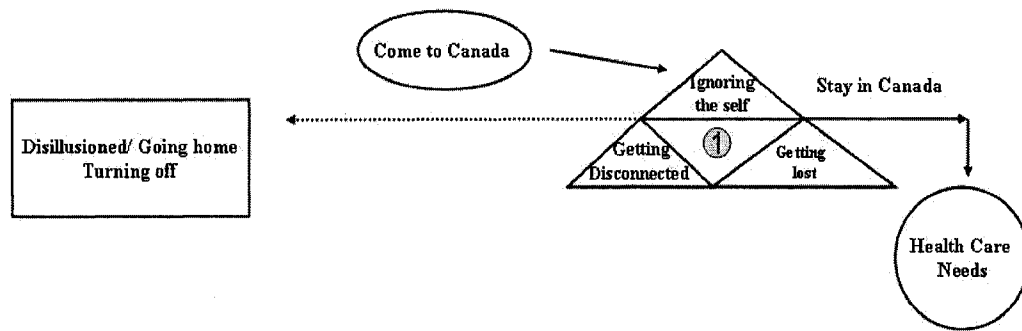 Come to Canada
Ignoring
the self
Stay in Canada
Disillusioned/ Going home
Turning off
1
Getting
Disconnected
Getting
lost
Health Care
Needs